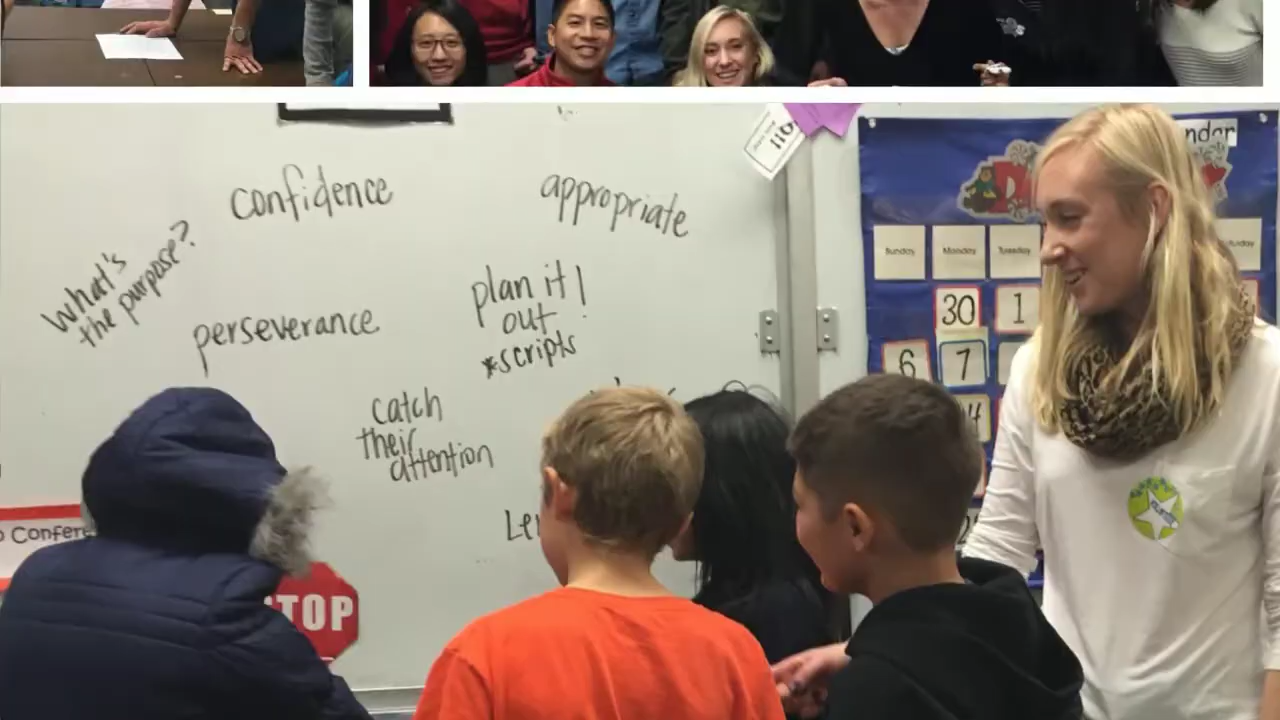 confidence
appropriate
What's
the purpose?
plan it!
out
*scripts
perseverance
catch
their
attention
Sunday Monday Tuesday
30 1
6 7
STOP